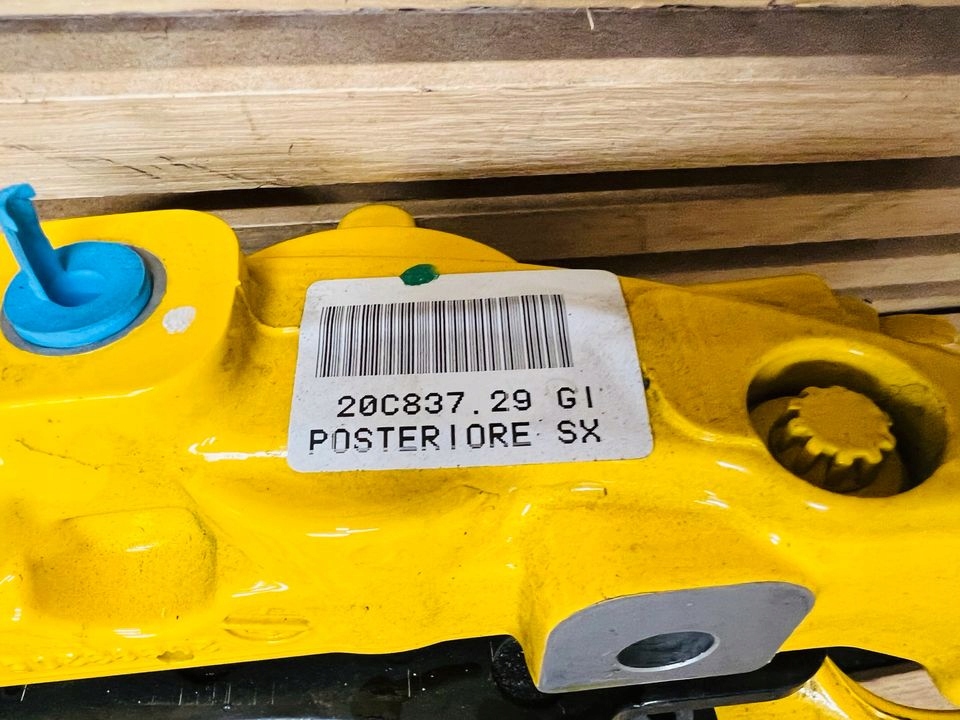 20C837.29 GI
POSTERIORE SX